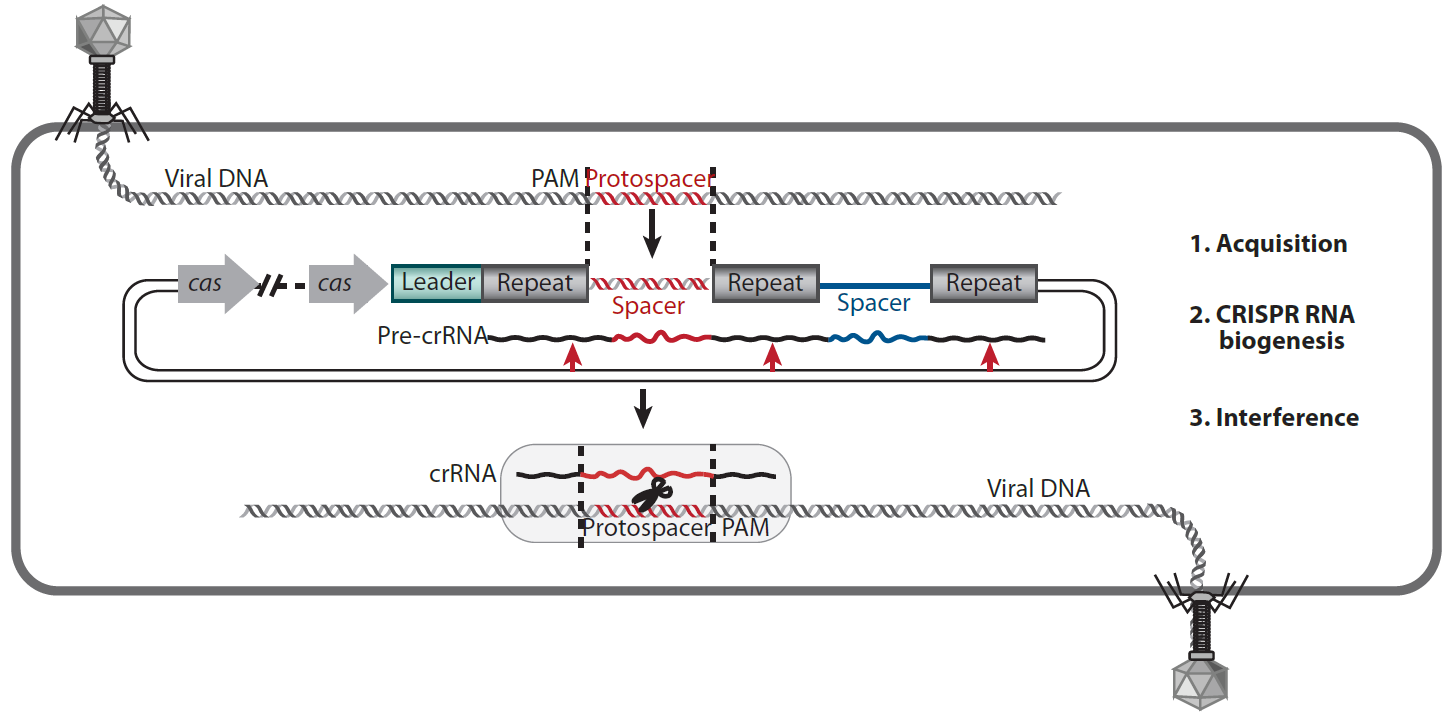 Viral DNA
PAM
Protospacer
1. Acquisition
cas
cas
Leader
Repeat
Repeat
Repeat
Spacer
Spacer
2. CRISPR RNA
biogenesis
Pre-crRNA
3. Interference
crRNA
Viral DNA
Protospacer
PAM